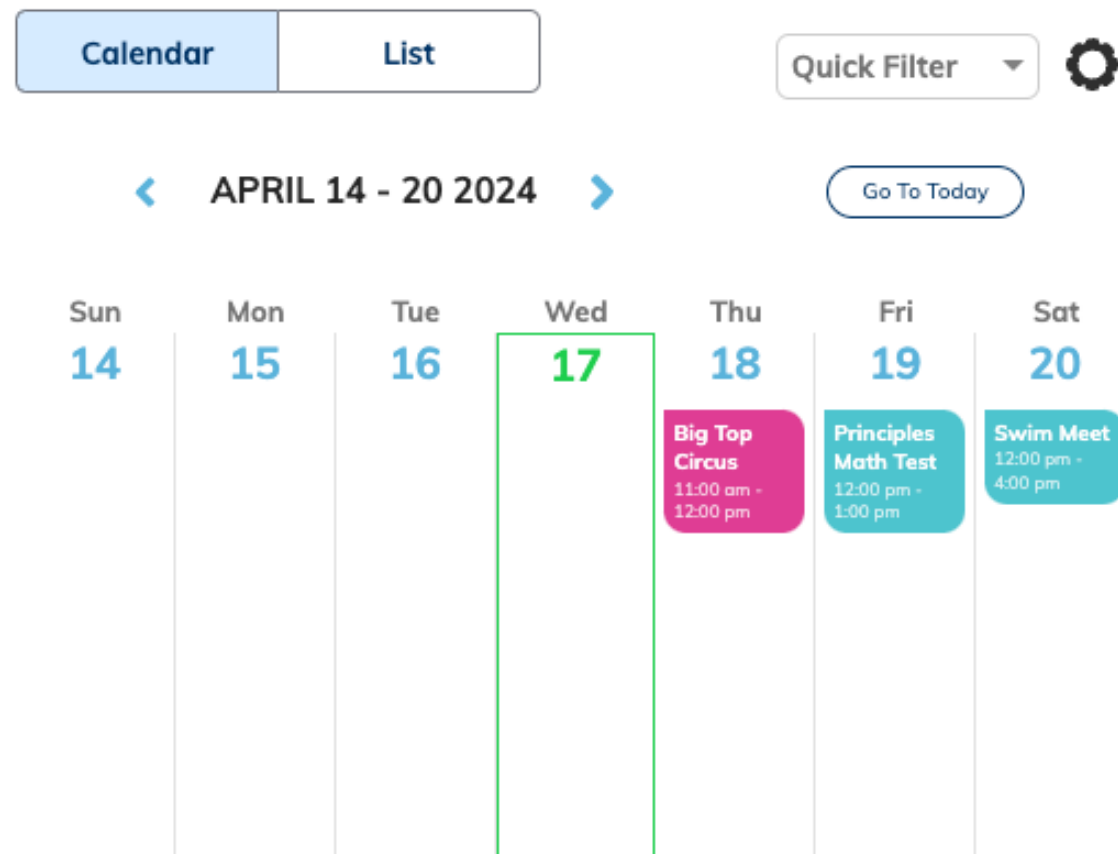 Calendar
List
Quick Filter
APRIL 14 - 20 2024
Go To Today
Sun Mon Tue Wed Thu Fri Sat
14 15 16 17 18 19 20
Big Top
Circus
11:00 am -
12:00 pm
Principles
Math Test
12:00 pm -
1:00 pm
Swim Meet
12:00 pm -
4:00 pm